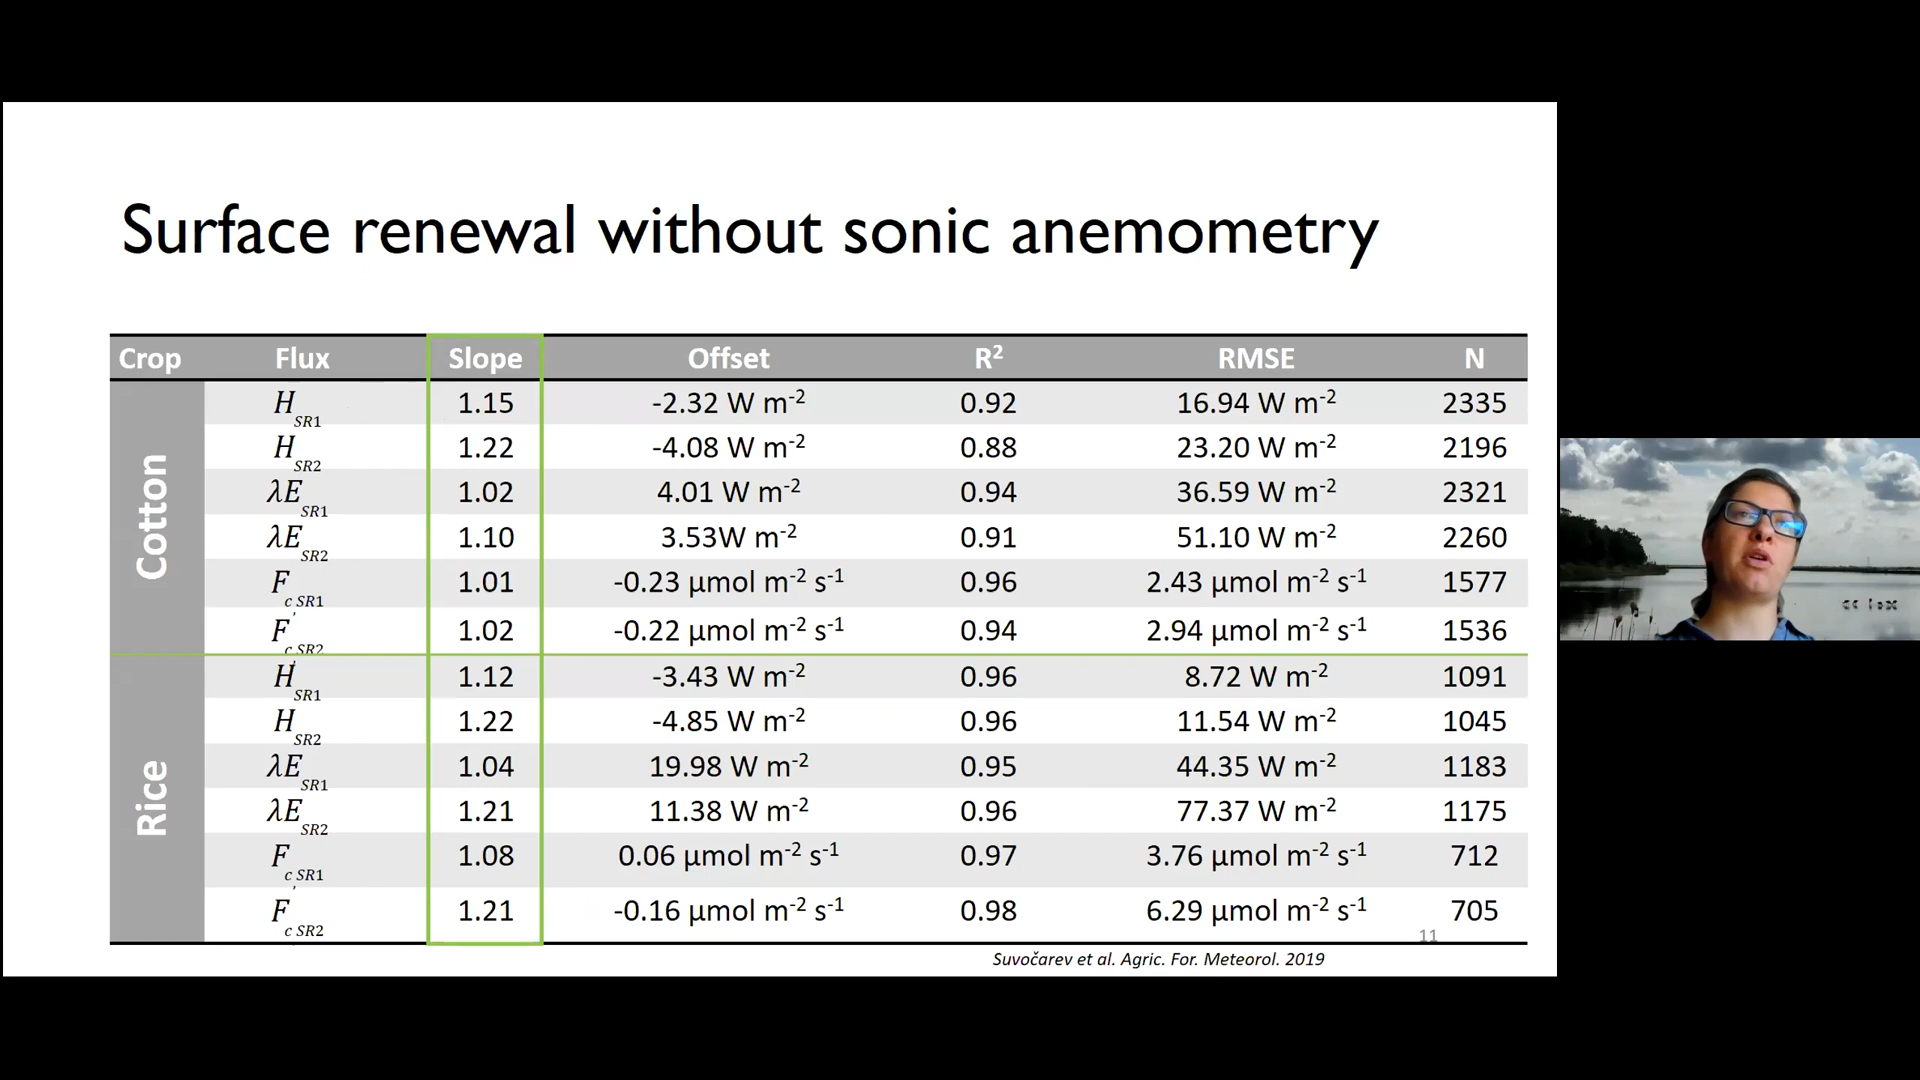 Surface renewal without sonic anemometry
Crop Flux Slope Offset R² RMSE N
Cotton
H SR1 1.15 -2.32 W m⁻² 0.92 16.94 W m⁻² 2335
H SR2 1.22 -4.08 W m⁻² 0.88 23.20 W m⁻² 2196
λE SR1 1.02 4.01 W m⁻² 0.94 36.59 W m⁻² 2321
λE SR2 1.10 3.53W m⁻² 0.91 51.10 W m⁻² 2260
F c SR1 1.01 -0.23 µmol m⁻² s⁻¹ 0.96 2.43 µmol m⁻² s⁻¹ 1577
F c SR2 1.02 -0.22 µmol m⁻² s⁻¹ 0.94 2.94 µmol m⁻² s⁻¹ 1536
Rice
H SR1 1.12 -3.43 W m⁻² 0.96 8.72 W m⁻² 1091
H SR2 1.22 -4.85 W m⁻² 0.96 11.54 W m⁻² 1045
λE SR1 1.04 19.98 W m⁻² 0.95 44.35 W m⁻² 1183
λE SR2 1.21 11.38 W m⁻² 0.96 77.37 W m⁻² 1175
F c SR1 1.08 0.06 µmol m⁻² s⁻¹ 0.97 3.76 µmol m⁻² s⁻¹ 712
F c SR2 1.21 -0.16 µmol m⁻² s⁻¹ 0.98 6.29 µmol m⁻² s⁻¹ 705
11
Suvočarev et al. Agric. For. Meteorol. 2019